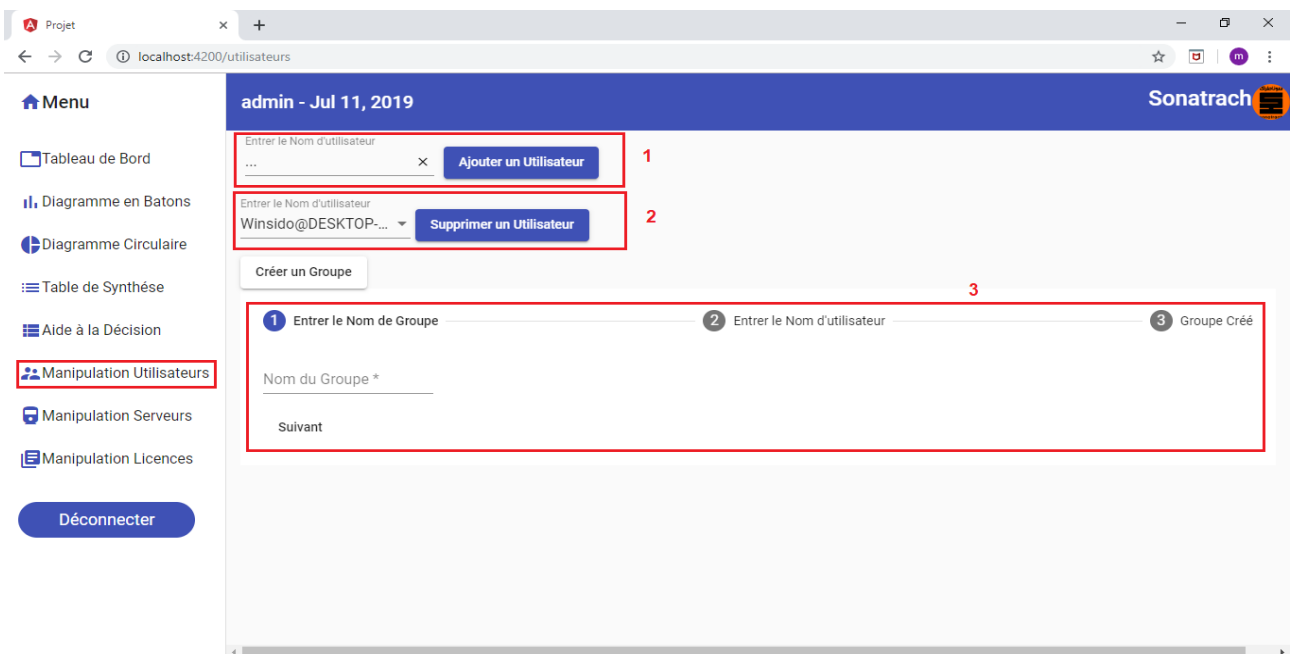 Projet
localhost:4200/utilisateurs
m
Menu
admin - Jul 11, 2019
Sonatrach
Tableau de Bord
Diagramme en Batons
Diagramme Circulaire
Table de Synthése
Aide à la Décision
Manipulation Utilisateurs
Manipulation Serveurs
Manipulation Licences
Déconnecter
Entrer le Nom d'utilisateur
...
Ajouter un Utilisateur
1
Entrer le Nom d'utilisateur
Winsido@DESKTOP-...
Supprimer un Utilisateur
2
Créer un Groupe
3
1 Entrer le Nom de Groupe
2 Entrer le Nom d'utilisateur
3 Groupe Créé
Nom du Groupe *
Suivant